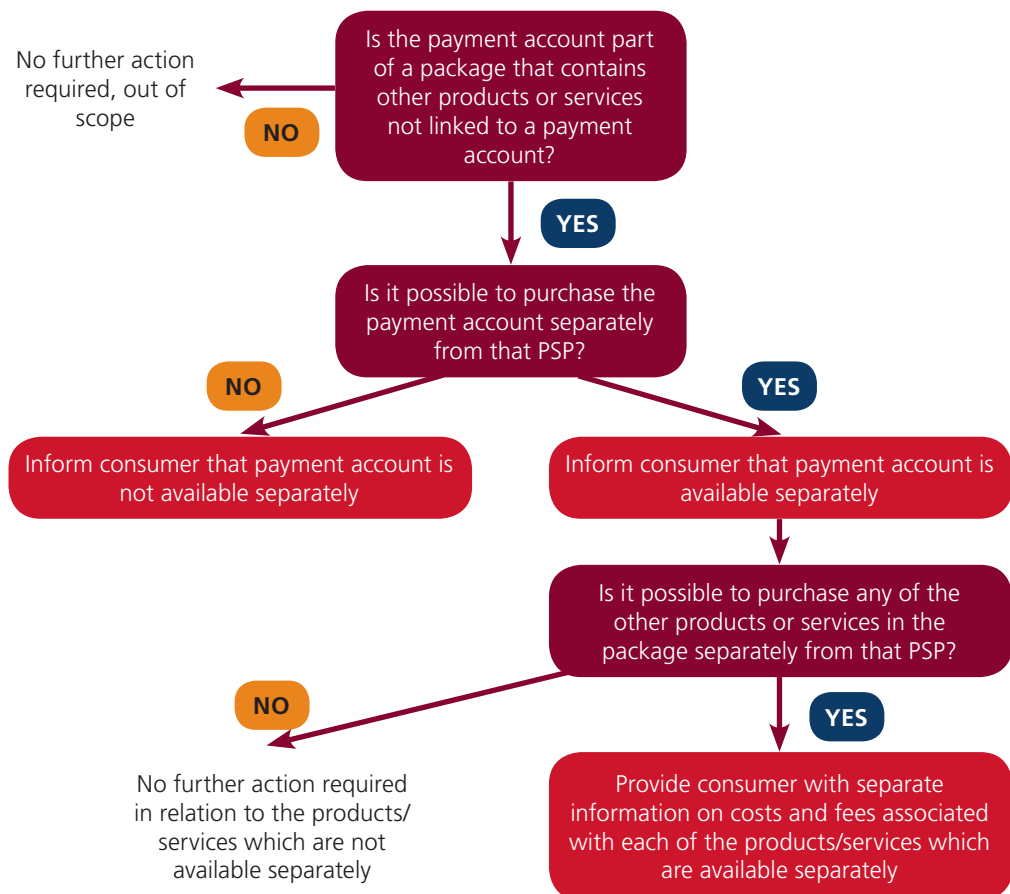 Is the payment account part
of a package that contains
other products or services
not linked to a payment
account?
No further action
required, out of
scope
NO
YES
Is it possible to purchase the
payment account separately
from that PSP?
NO
YES
Inform consumer that payment account is
not available separately
Inform consumer that payment account is
available separately
Is it possible to purchase any of the
other products or services in the
package separately from that PSP?
NO
YES
No further action required
in relation to the products/
services which are not
available separately
Provide consumer with separate
information on costs and fees associated
with each of the products/services which
are available separately